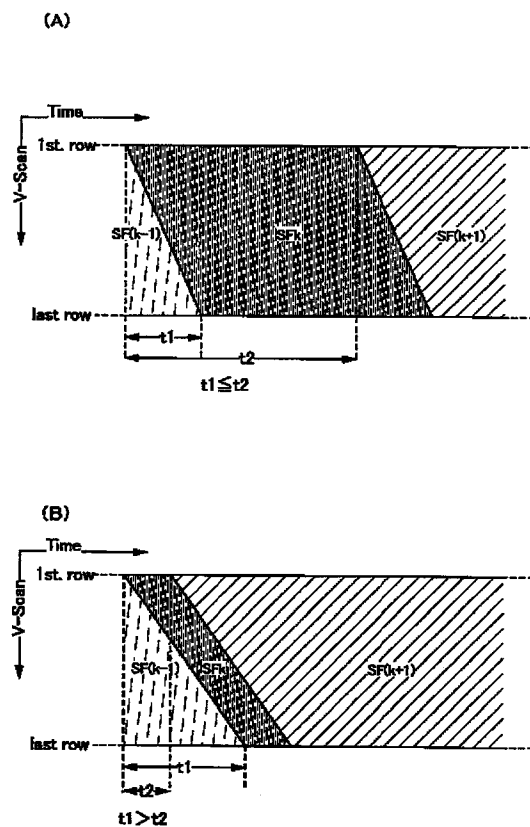 (A)
Time
1st. row
V-Scan
SF(k-1)
SFk
SF(k+1)
last row
t1
t2
t1≦t2
(B)
Time
1st. row
V-Scan
SF(k-1)
SFk
SF(k+1)
last row
t1
t2
t1>t2